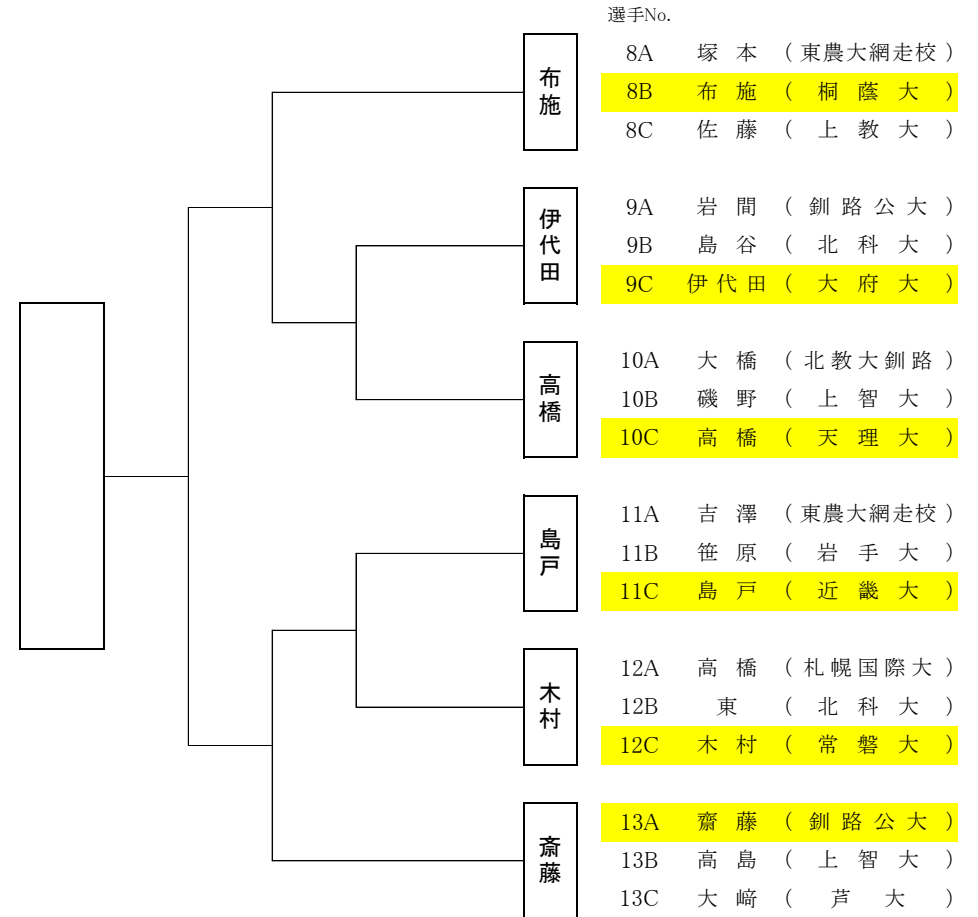 選手No.
布施
8A 塚本 (東農大網走校)
8B 布施 (桐蔭大)
8C 佐藤 (上教大)
伊代田
9A 岩間 (釧路公大)
9B 島谷 (北科大)
9C 伊代田 (大府大)
高橋
10A 大橋 (北教大釧路)
10B 磯野 (上智大)
10C 高橋 (天理大)
島戸
11A 吉澤 (東農大網走校)
11B 笹原 (岩手大)
11C 島戸 (近畿大)
木村
12A 高橋 (札幌国際大)
12B 東 (北科大)
12C 木村 (常磐大)
斎藤
13A 齋藤 (釧路公大)
13B 高島 (上智大)
13C 大﨑 (芦大)